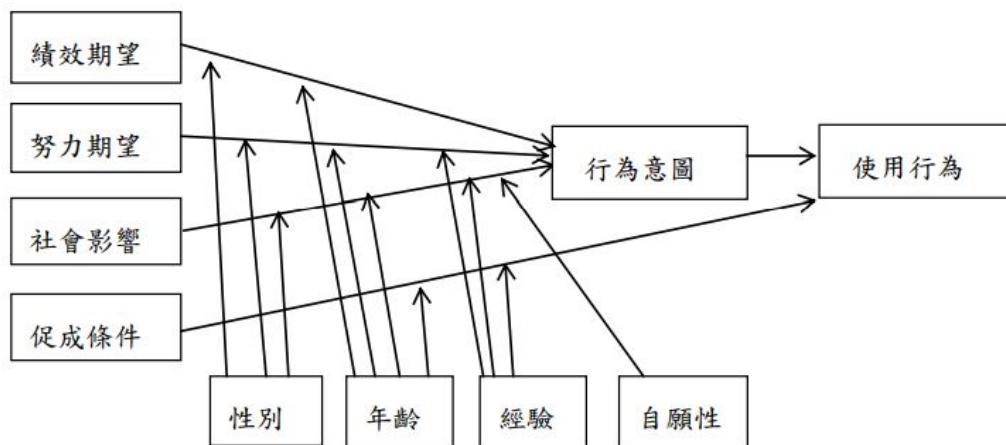 績效期望
努力期望
社會影響
促成條件
行為意圖
使用行為
性別
年齡
經驗
自願性